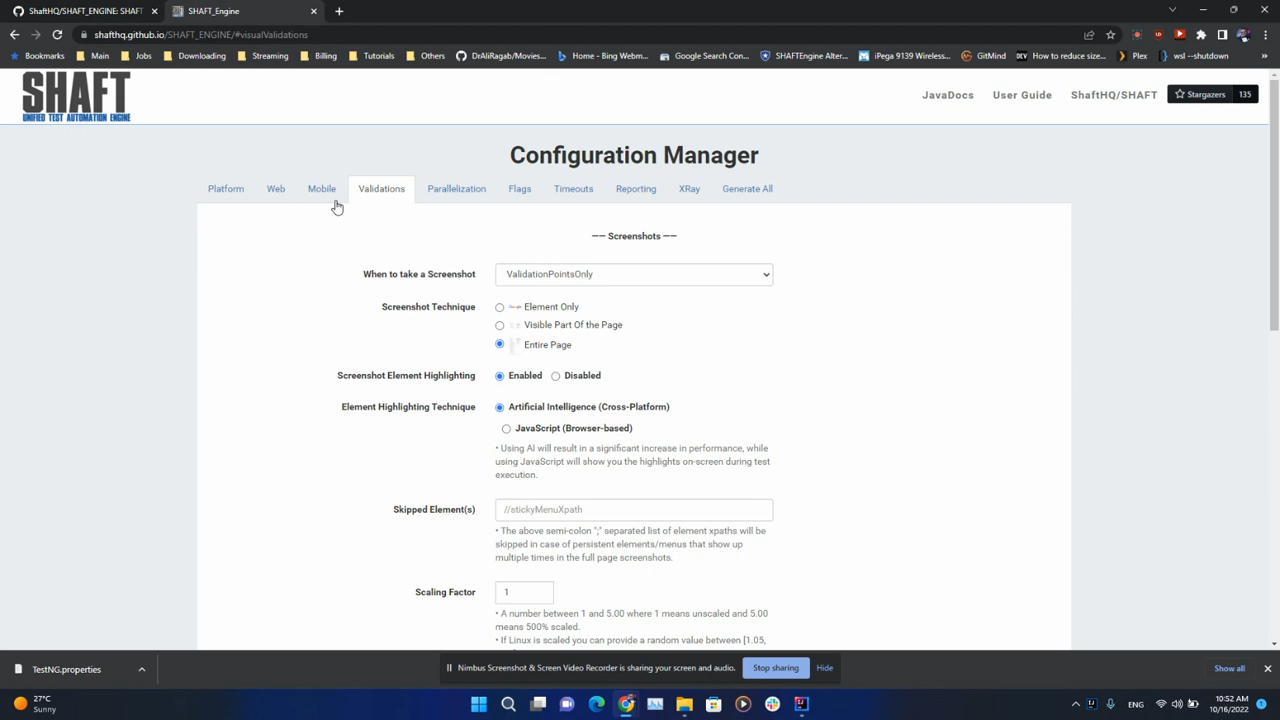 ShaftHQ/SHAFT_ENGINE: SHAFT
SHAFT_Engine
shafthq.github.io/SHAFT_ENGINE/#visualValidations
Bookmarks
Main
Jobs
Downloading
Streaming
Billing
Tutorials
Others
DrAliRagab/Movies...
Home - Bing Webm...
Google Search Con...
SHAFTEngine Alter...
iPega 9139 Wireless...
GitMind
How to reduce size...
Plex
wsl --shutdown
»
SHAFT
UNIFIED TEST AUTOMATION ENGINE
JavaDocs
User Guide
ShaftHQ/SHAFT
Stargazers 135
Configuration Manager
Platform
Web
Mobile
Validations
Parallelization
Flags
Timeouts
Reporting
XRay
Generate All
—– Screenshots —–
When to take a Screenshot
ValidationPointsOnly
Screenshot Technique
Element Only
Visible Part Of the Page
Entire Page
Screenshot Element Highlighting
Enabled
Disabled
Element Highlighting Technique
Artificial Intelligence (Cross-Platform)
JavaScript (Browser-based)
• Using AI will result in a significant increase in performance, while
using JavaScript will show you the highlights on-screen during test
execution.
Skipped Element(s)
//stickyMenuXpath
• The above semi-colon ";" separated list of element xpaths will be
skipped in case of persistent elements/menus that show up
multiple times in the full page screenshots.
Scaling Factor
1
• A number between 1 and 5.00 where 1 means unscaled and 5.00
means 500% scaled.
• If Linux is scaled you can provide a random value between [1.05,
TestNG.properties
Nimbus Screenshot & Screen Video Recorder is sharing your screen and audio.
Stop sharing
Hide
Show all
27°C
Sunny
ENG
10:52 AM
10/16/2022